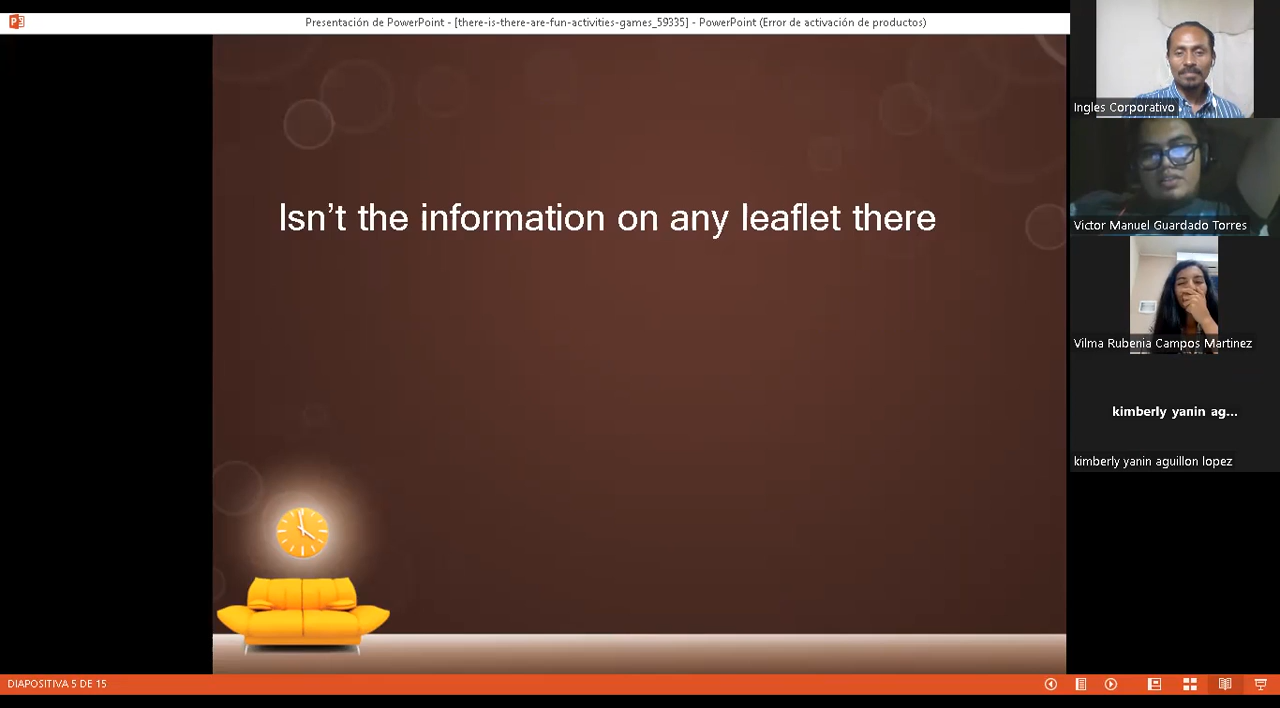 Presentación de PowerPoint - [there-is-there-are-fun-activities-games_59335] - PowerPoint (Error de activación de productos)
Isn't the information on any leaflet there
Ingles Corporativo
Victor Manuel Guardado Torres
Vilma Rubenia Campos Martinez
kimberly yanin ag...
kimberly yanin aguillon lopez
DIAPOSITIVA 5 DE 15